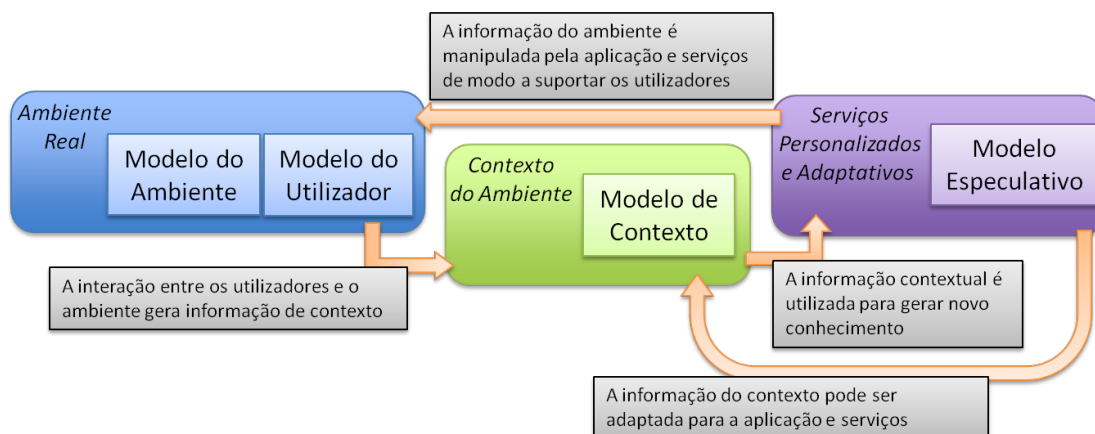 A informação do ambiente é
manipulada pela aplicação e serviços
de modo a suportar os utilizadores
Ambiente
Real
Modelo do
Ambiente
Modelo do
Utilizador
Contexto
do Ambiente
Modelo de
Contexto
Serviços
Personalizados
e Adaptativos
Modelo
Especulativo
A interação entre os utilizadores e o
ambiente gera informação de contexto
A informação contextual é
utilizada para gerar novo
conhecimento
A informação do contexto pode ser
adaptada para a aplicação e serviços